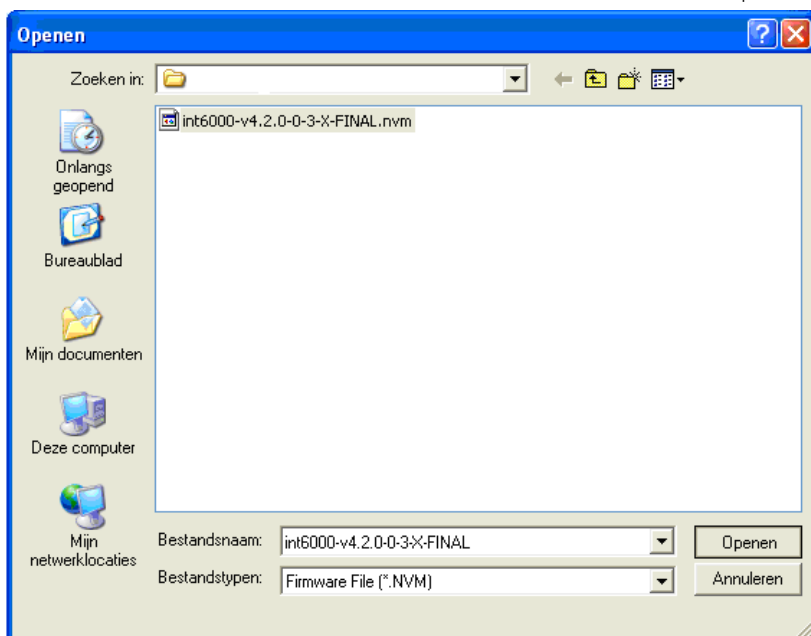 Openen
Zoeken in:
int6000-v4.2.0-0-3-X-FINAL.nvm
Onlangs
geopend
Bureaublad
Mijn documenten
Deze computer
Mijn
netwerklocaties
Bestandsnaam:
int6000-v4.2.0-0-3-X-FINAL
Openen
Bestandstypen:
Firmware File (*.NVM)
Annuleren